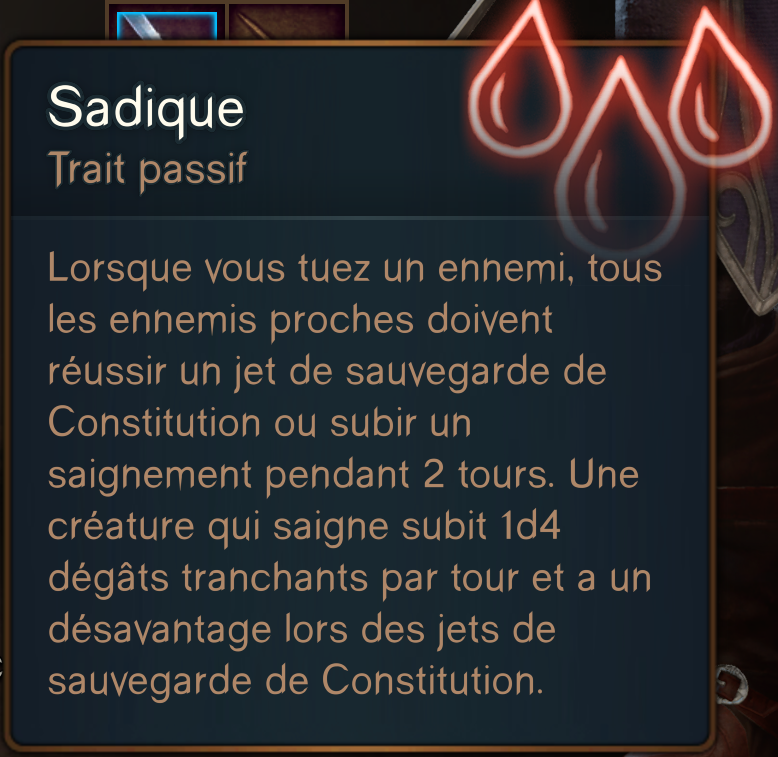 Sadique
Trait passif
Lorsque vous tuez un ennemi, tous
les ennemis proches doivent
réussir un jet de sauvegarde de
Constitution ou subir un
saignement pendant 2 tours. Une
créature qui saigne subit 1d4
dégâts tranchants par tour et a un
désavantage lors des jets de
sauvegarde de Constitution.